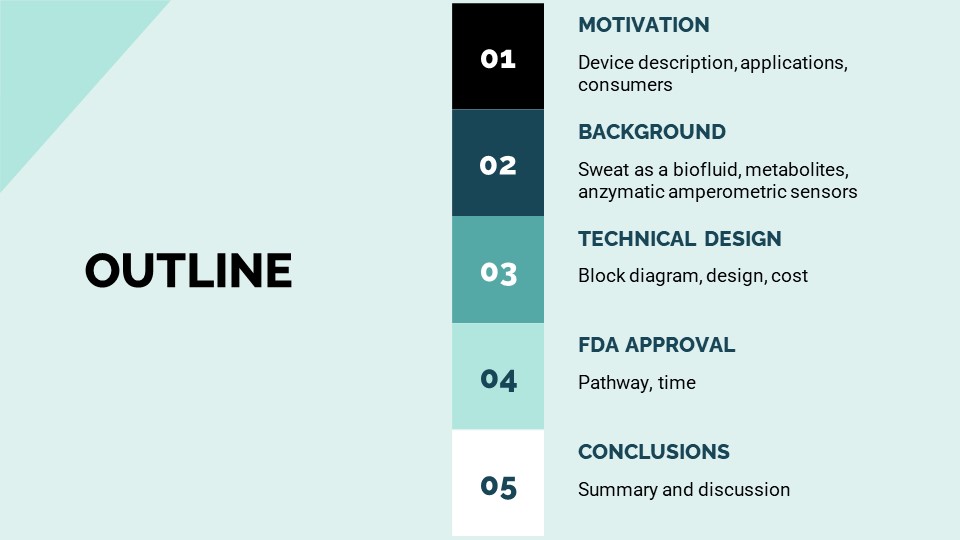 OUTLINE
01
MOTIVATION
Device description, applications,
consumers
02
BACKGROUND
Sweat as a biofluid, metabolites,
anzymatic amperometric sensors
03
TECHNICAL DESIGN
Block diagram, design, cost
04
FDA APPROVAL
Pathway, time
05
CONCLUSIONS
Summary and discussion